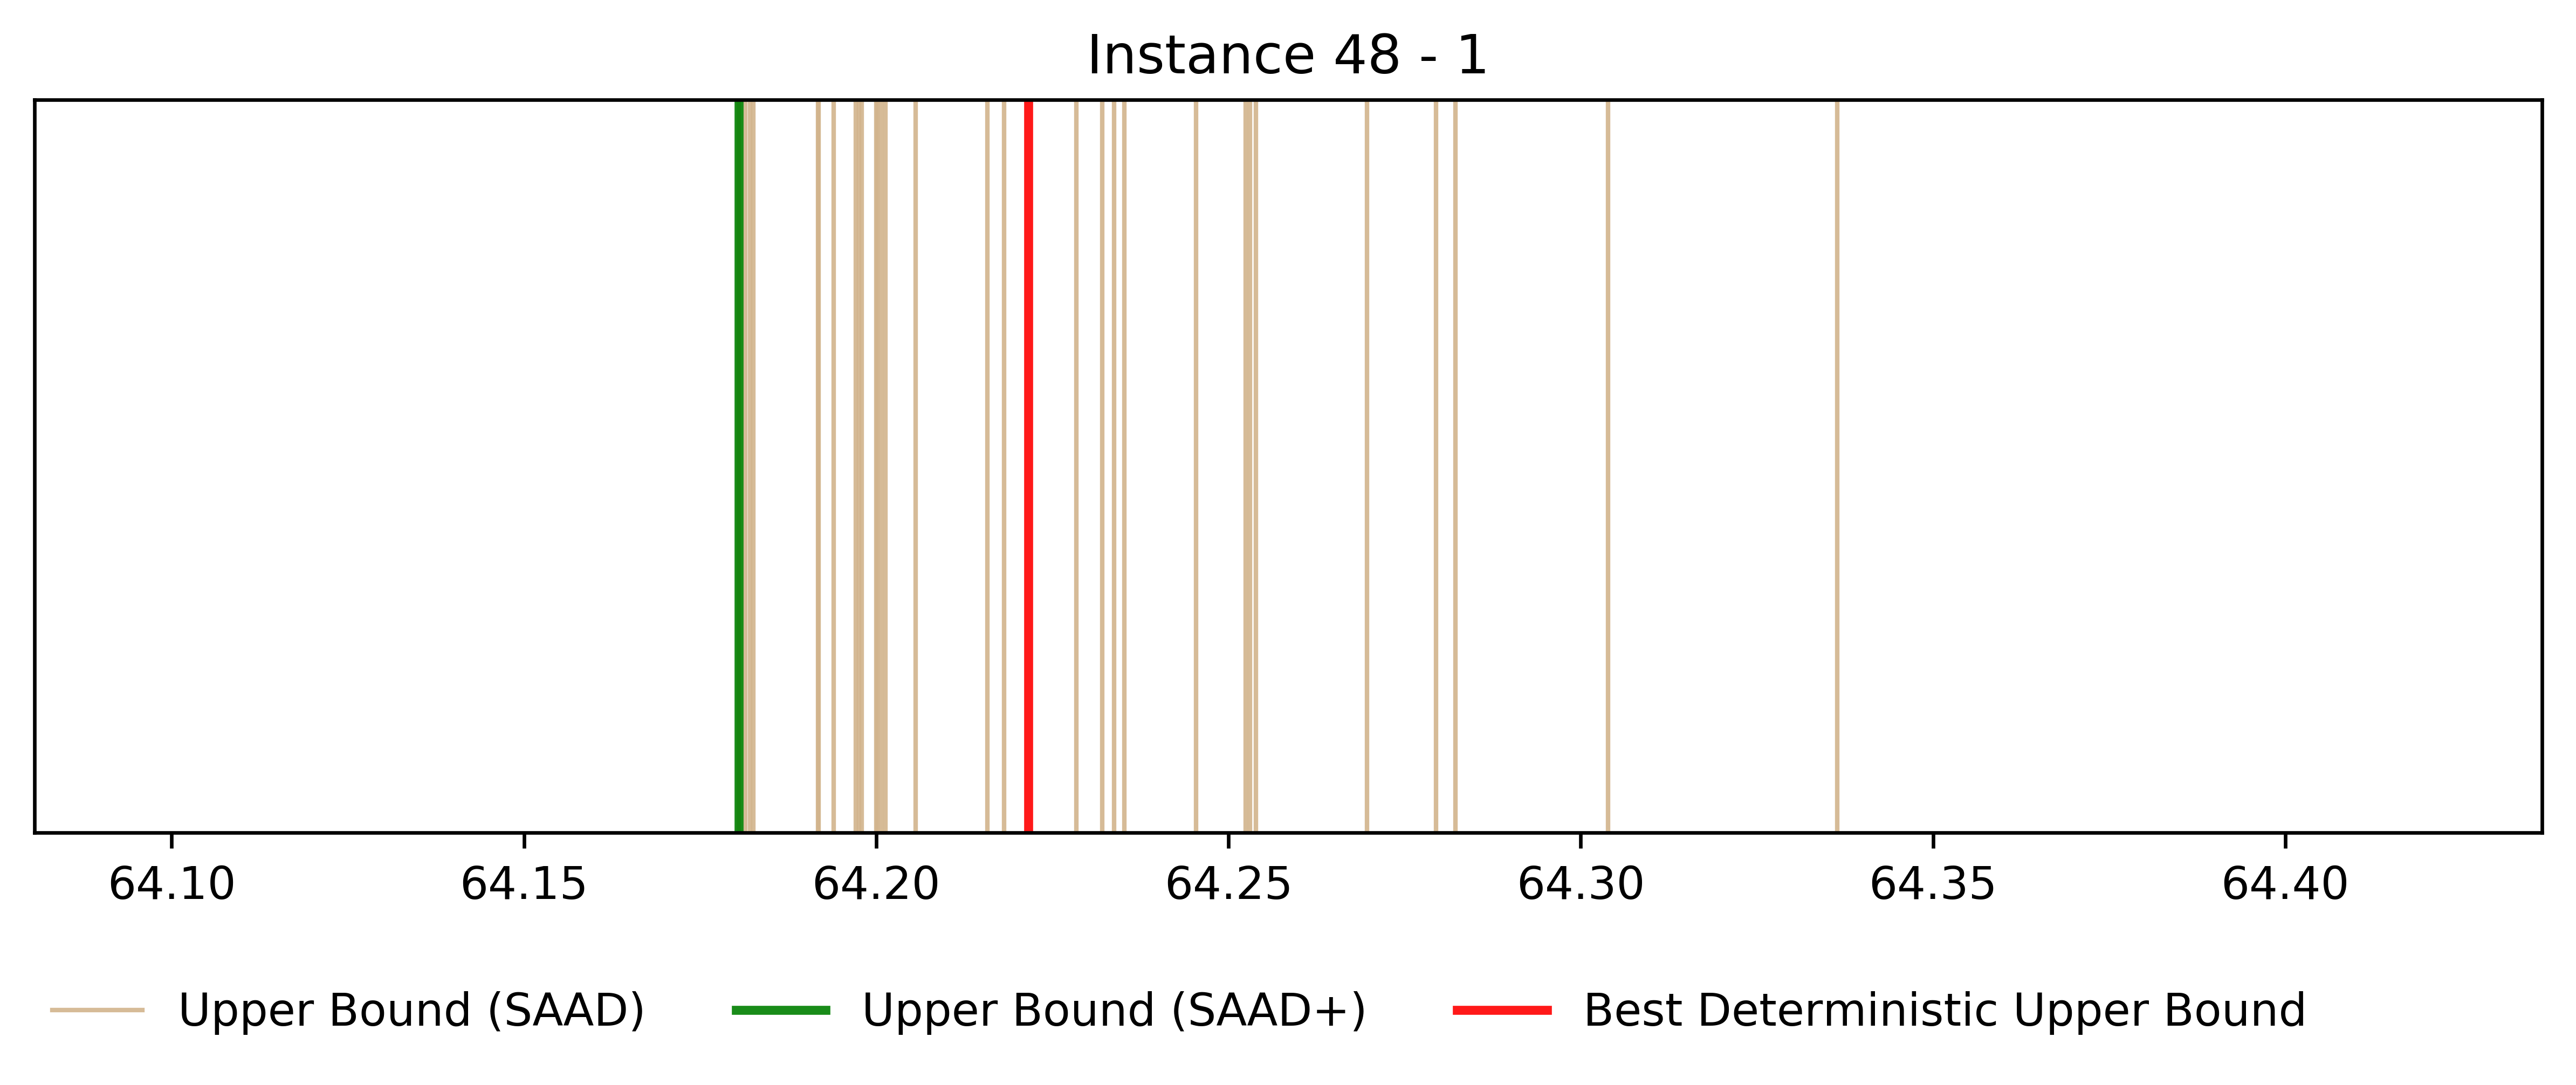 Instance 48 - 1
64.10 64.15 64.20 64.25 64.30 64.35 64.40
Upper Bound (SAAD) Upper Bound (SAAD+) Best Deterministic Upper Bound